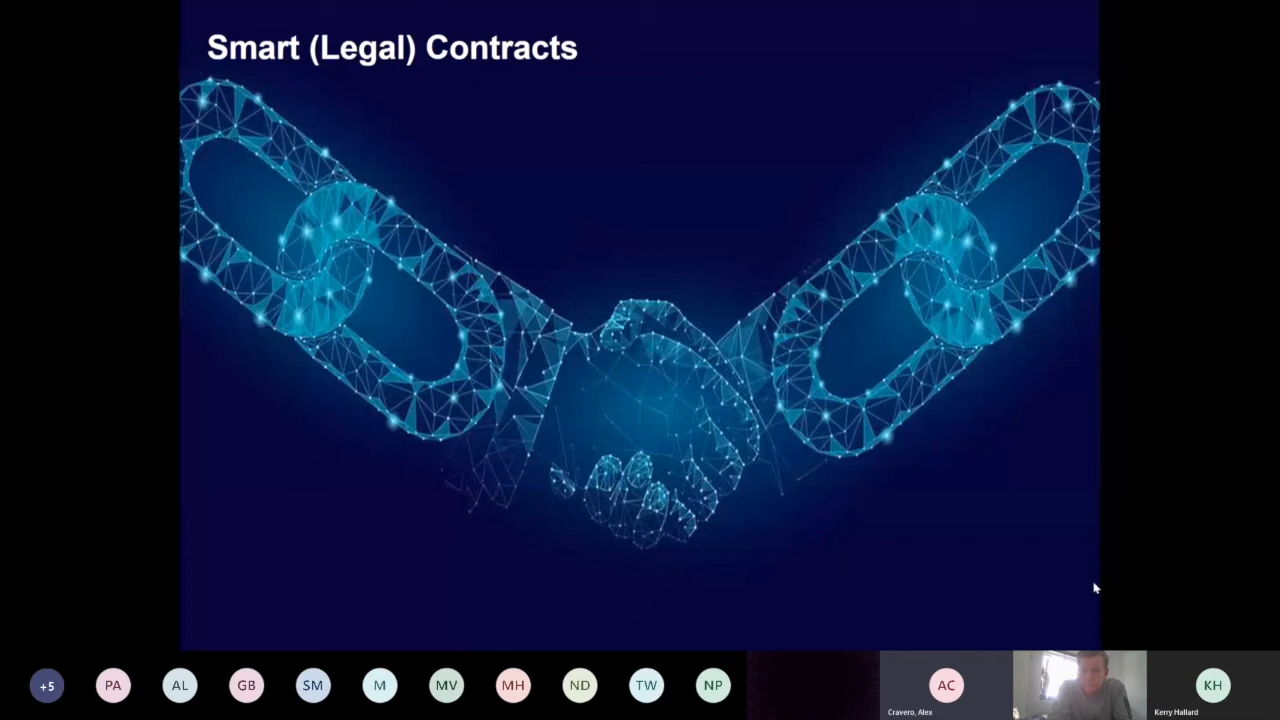 Smart (Legal) Contracts
+5
PA
AL
GB
SM
M
MV
MH
ND
TW
NP
AC
KH
Cravero, Alex
Kerry Hallard